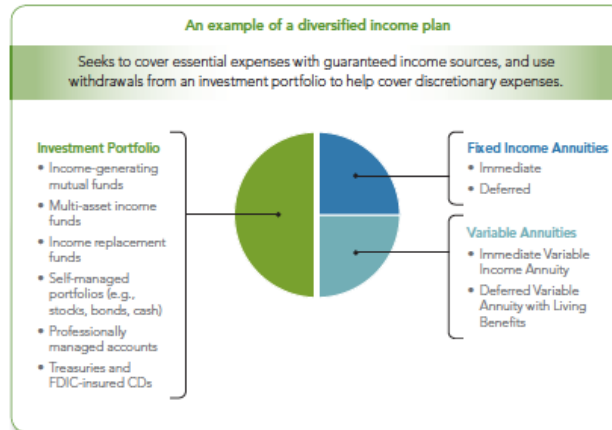 An example of a diversified income plan
Seeks to cover essential expenses with guaranteed income sources, and use
withdrawals from an investment portfolio to help cover discretionary expenses.
Investment Portfolio
• Income-generating
mutual funds
• Multi-asset income
funds
• Income replacement
funds
• Self-managed
portfolios (e.g.,
stocks, bonds, cash)
• Professionally
managed accounts
• Treasuries and
FDIC-insured CDs
Fixed Income Annuities
• Immediate
• Deferred
Variable Annuities
• Immediate Variable
Income Annuity
• Deferred Variable
Annuity with Living
Benefits